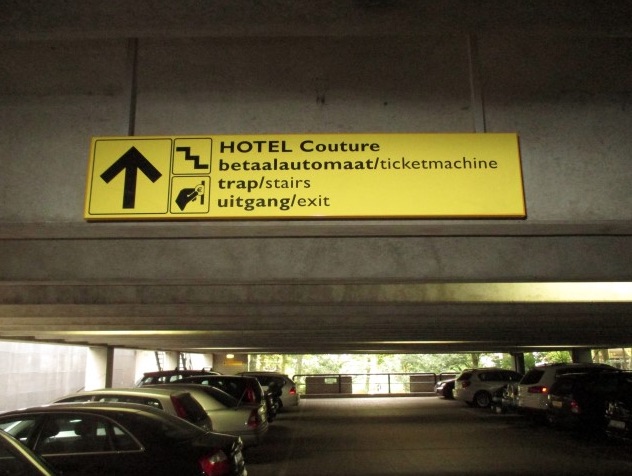 HOTEL Couture
betaalautomaat/ticketmachine
trap/stairs
uitgang/exit